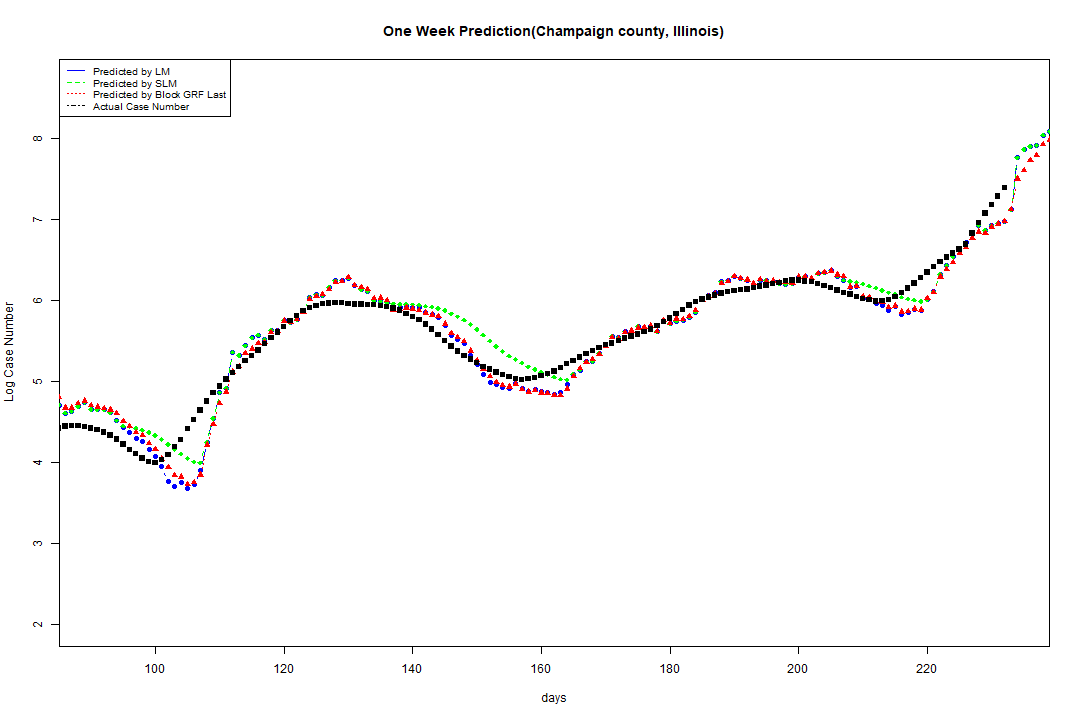 One Week Prediction(Champaign county, Illinois)
Predicted by LM
Predicted by SLM
Predicted by Block GRF Last
Actual Case Number
Log Case Number
8
7
6
5
4
3
2
100 120 140 160 180 200 220
days